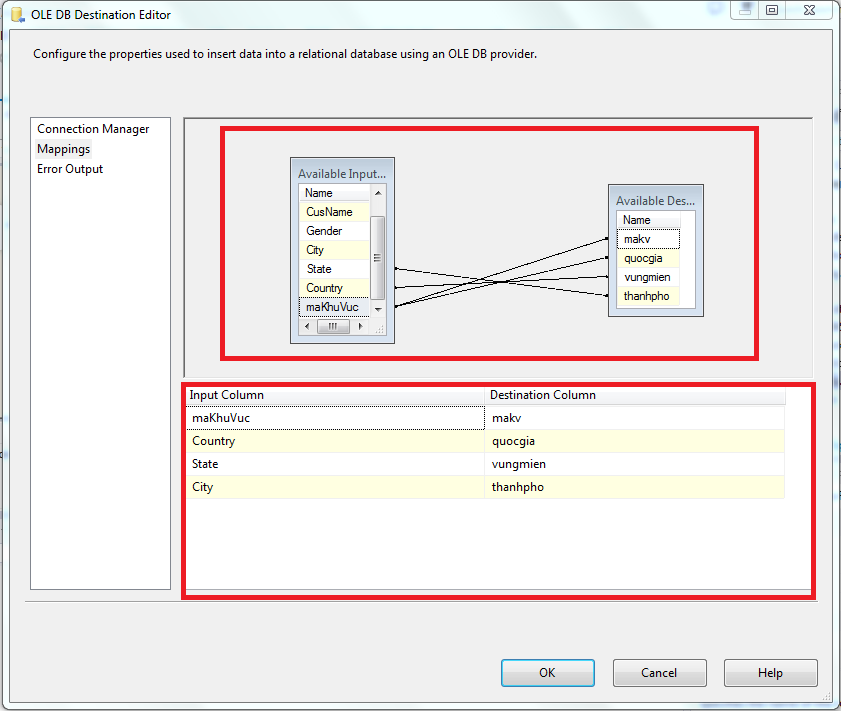 OLE DB Destination Editor
Configure the properties used to insert data into a relational database using an OLE DB provider.
Connection Manager
Mappings
Error Output
Available Input...
Name
CusName
Gender
City
State
Country
maKhuVuc
Available Des...
Name
makv
quocgia
vungmien
thanhpho
Input Column Destination Column
maKhuVuc makv
Country quocgia
State vungmien
City thanhpho
OK Cancel Help